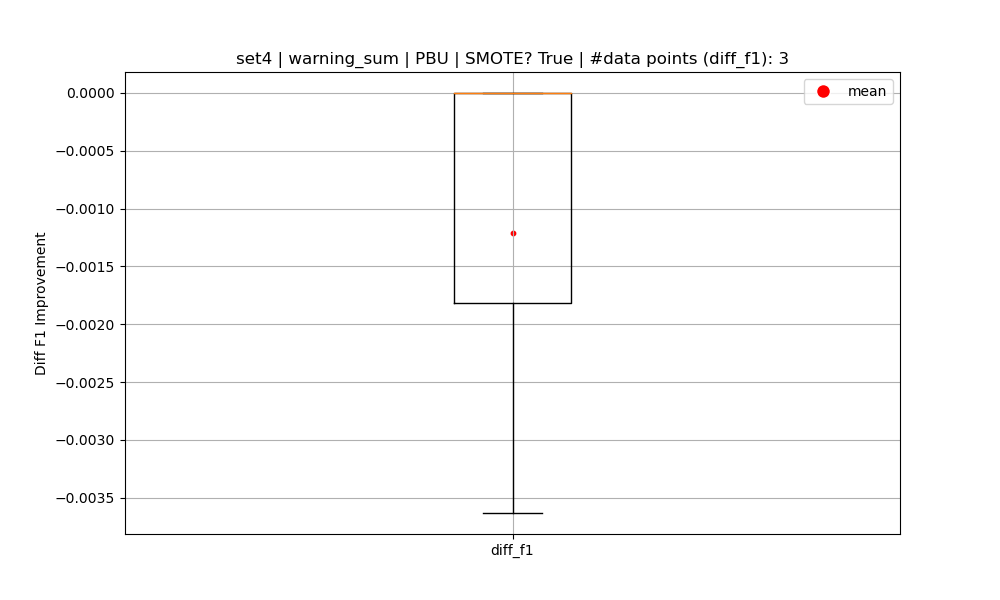 set4 | warning_sum | PBU | SMOTE? True | #data points (diff_f1): 3
mean
0.0000
−0.0005
−0.0010
−0.0015
−0.0020
−0.0025
−0.0030
−0.0035
Diff F1 Improvement
diff_f1